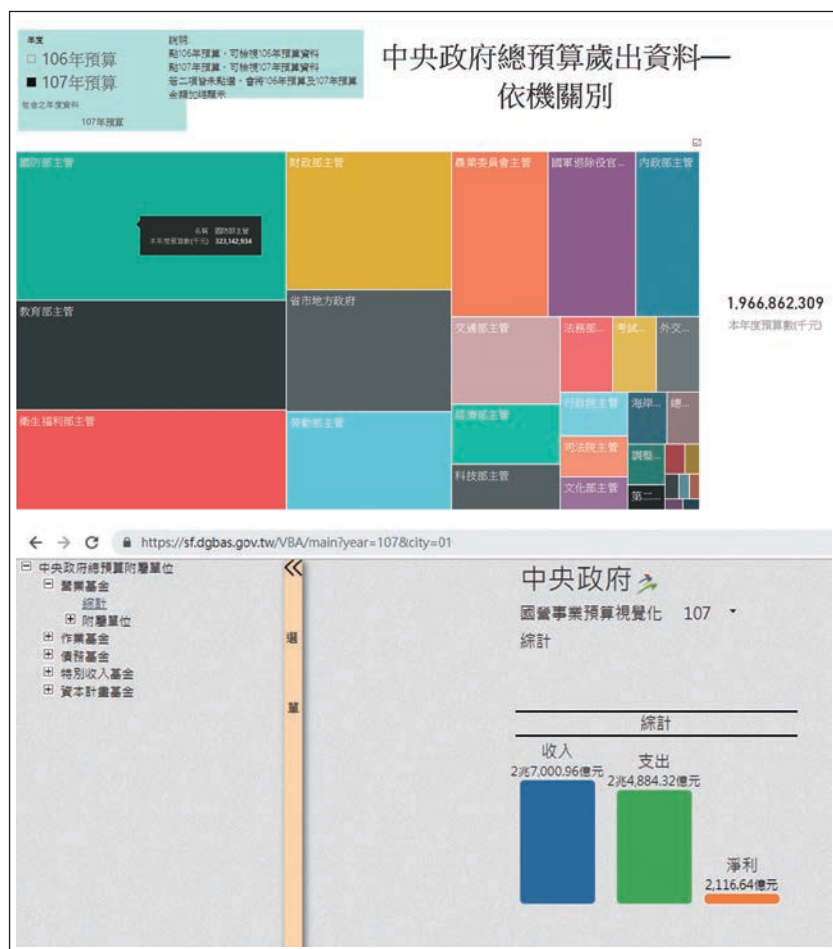 年度
106年預算
107年預算
包含之年度資料
107年預算
說明:
點106年預算，可檢視106年預算資料
點107年預算，可檢視107年預算資料
若二項皆未點選，會將106年預算及107年預算
金額加總顯示
中央政府總預算歲出資料—
依機關別
國防部主管
財政部主管
農業委員會主管
國軍退除役官...
內政部主管
名稱 國防部主管
本年度預算數(千元) 323,142,934
教育部主管
省市地方政府
交通部主管
法務部...
考試...
外交...
1,966,862,309
本年度預算數(千元)
衛生福利部主管
勞動部主管
經濟部主管
行政院主管
海岸...
總...
司法院主管
調整...
科技部主管
文化部主管
第二...
https://sf.dgbas.gov.tw/VBA/main?year=107&city=01
中央政府總預算附屬單位
營業基金
綜計
附屬單位
作業基金
債務基金
特別收入基金
資本計畫基金
選
單
中央政府
國營事業預算視覺化 107
綜計
綜計
收入
2兆7,000.96億元
支出
2兆4,884.32億元
淨利
2,116.64億元